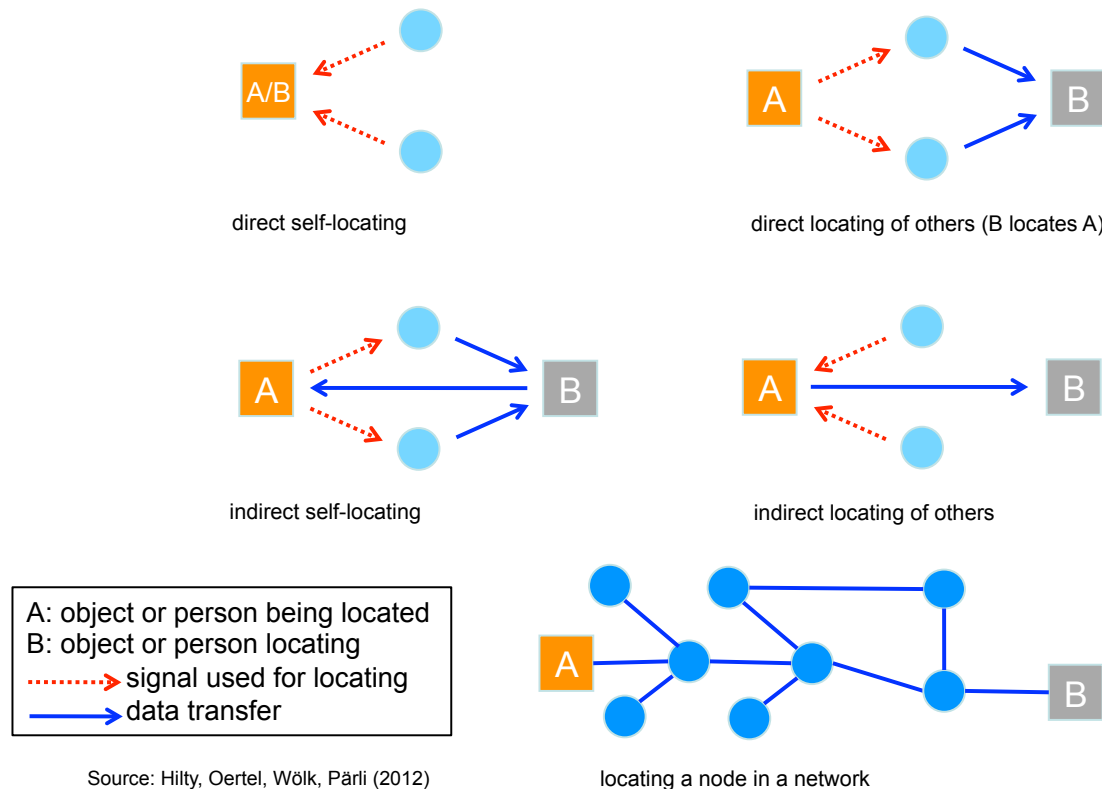 A/B
A
B
direct self-locating
direct locating of others (B locates A)
A
B
A
B
indirect self-locating
indirect locating of others
A: object or person being located
B: object or person locating
signal used for locating
data transfer
A
B
Source: Hilty, Oertel, Wölk, Pärli (2012)
locating a node in a network